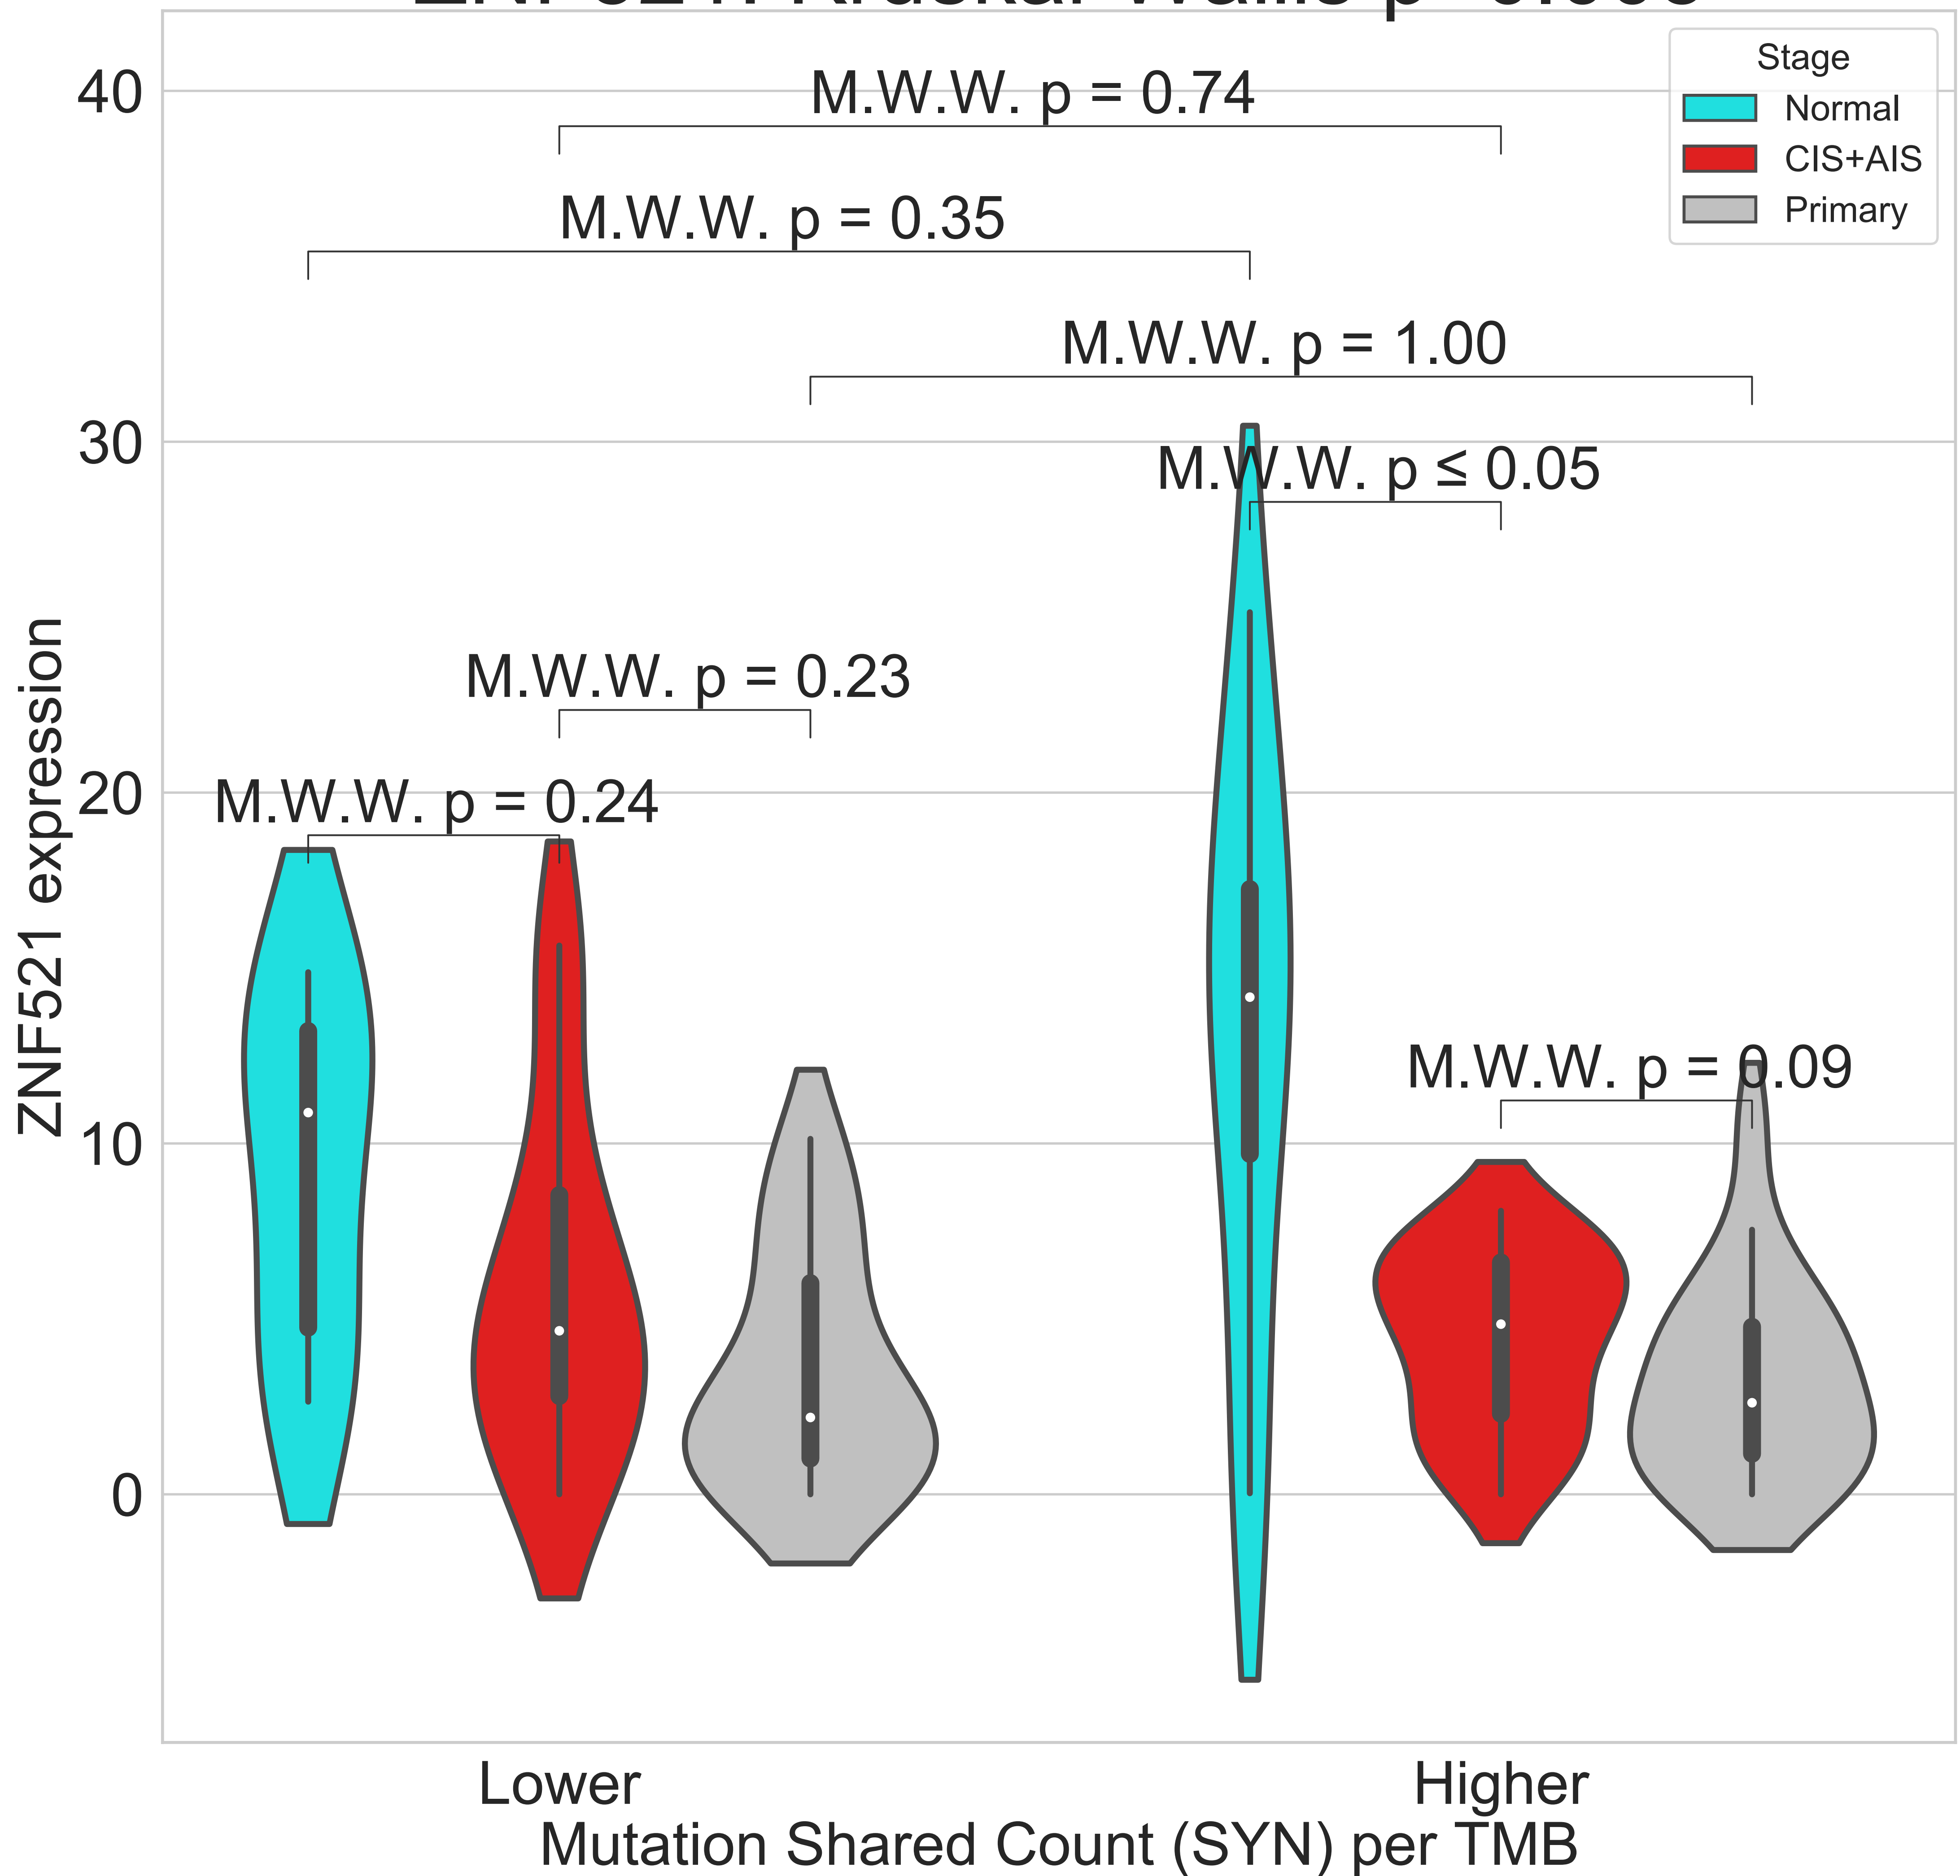 40
30
20
10
0
ZNF521 expression
Stage
Normal
CIS+AIS
Primary
M.W.W. p = 0.74
M.W.W. p = 0.35
M.W.W. p = 1.00
M.W.W. p ≤ 0.05
M.W.W. p = 0.23
M.W.W. p = 0.24
M.W.W. p = 0.09
Lower
Higher
Mutation Shared Count (SYN) per TMB